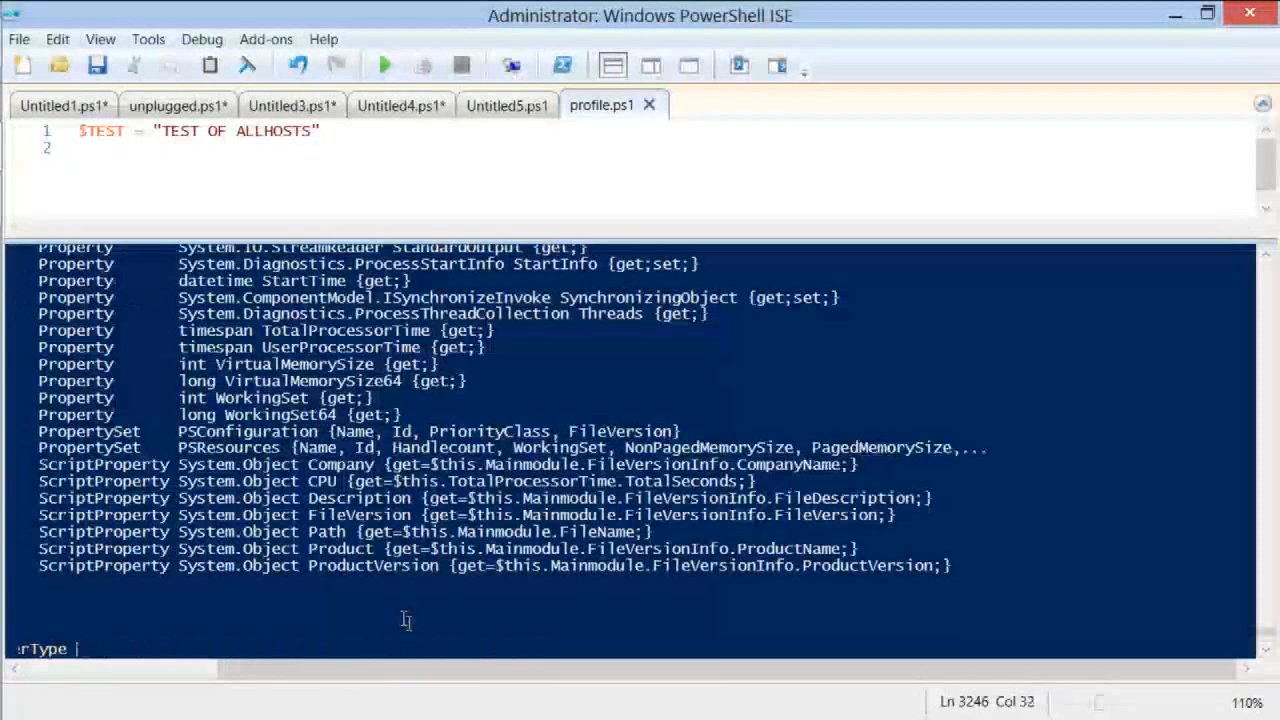 Administrator: Windows PowerShell ISE
File Edit View Tools Debug Add-ons Help
Untitled1.ps1* unplugged.ps1* Untitled3.ps1* Untitled4.ps1* Untitled5.ps1 profile.ps1
1 $TEST = "TEST OF ALLHOSTS"
2
Property System.IO.StreamReader StandardOutput {get;}
Property System.Diagnostics.ProcessStartInfo StartInfo {get;set;}
Property datetime StartTime {get;}
Property System.ComponentModel.ISynchronizeInvoke SynchronizingObject {get;set;}
Property System.Diagnostics.ProcessThreadCollection Threads {get;}
Property timespan TotalProcessorTime {get;}
Property timespan UserProcessorTime {get;}
Property int VirtualMemorySize {get;}
Property long VirtualMemorySize64 {get;}
Property int WorkingSet {get;}
Property long WorkingSet64 {get;}
PropertySet PSConfiguration {Name, Id, PriorityClass, FileVersion}
PropertySet PSResources {Name, Id, Handlecount, WorkingSet, NonPagedMemorySize, PagedMemorySize,...
ScriptProperty System.Object Company {get=$this.Mainmodule.FileVersionInfo.CompanyName;}
ScriptProperty System.Object CPU {get=$this.TotalProcessorTime.TotalSeconds;}
ScriptProperty System.Object Description {get=$this.Mainmodule.FileVersionInfo.FileDescription;}
ScriptProperty System.Object FileVersion {get=$this.Mainmodule.FileVersionInfo.FileVersion;}
ScriptProperty System.Object Path {get=$this.Mainmodule.FileName;}
ScriptProperty System.Object Product {get=$this.Mainmodule.FileVersionInfo.ProductName;}
ScriptProperty System.Object ProductVersion {get=$this.Mainmodule.FileVersionInfo.ProductVersion;}
erType
Ln 3246 Col 32 110%